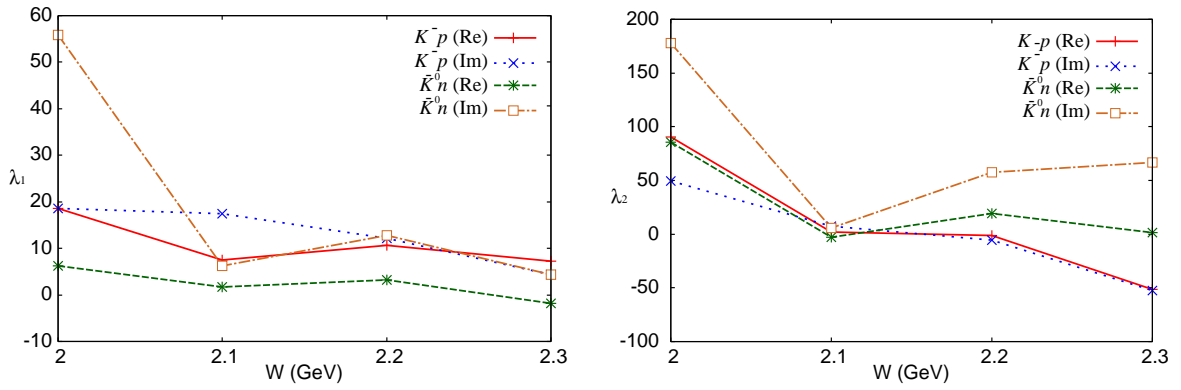 60
50
40
30
20
10
0
-10
λ1
2
2.1
2.2
2.3
W (GeV)
K⁻p (Re)
K⁻p (Im)
K̄⁰n (Re)
K̄⁰n (Im)
200
150
100
50
0
-50
-100
λ2
2
2.1
2.2
2.3
W (GeV)
K-p (Re)
K⁻p (Im)
K̄⁰n (Re)
K̄⁰n (Im)